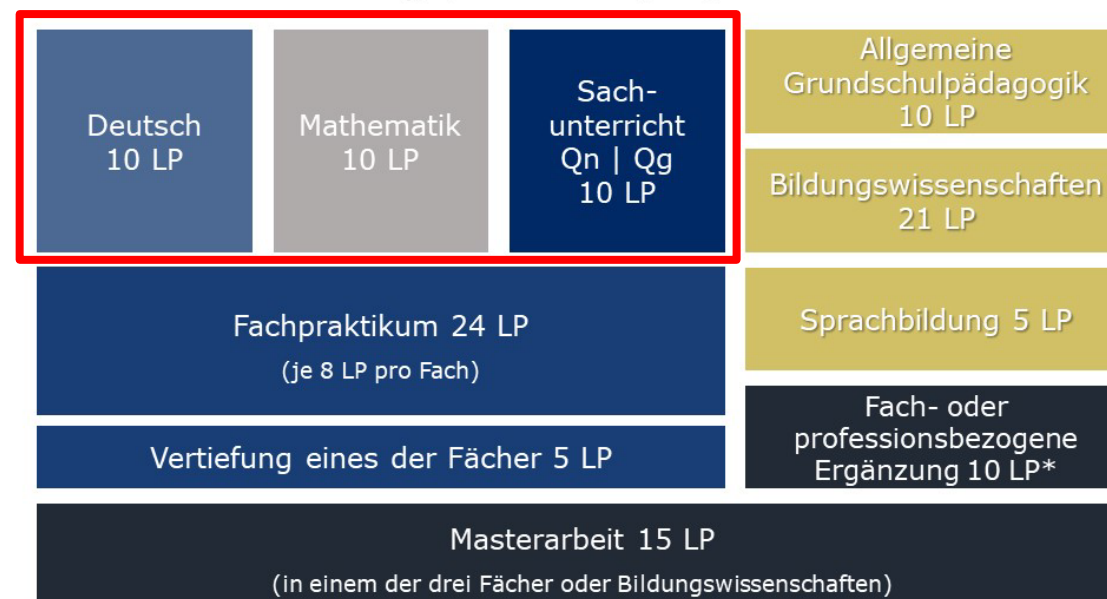 Deutsch
10 LP
Mathematik
10 LP
Sach-
unterricht
Qn | Qg
10 LP
Allgemeine
Grundschulpädagogik
10 LP
Bildungswissenschaften
21 LP
Fachpraktikum 24 LP
(je 8 LP pro Fach)
Sprachbildung 5 LP
Vertiefung eines der Fächer 5 LP
Fach- oder
professionsbezogene
Ergänzung 10 LP*
Masterarbeit 15 LP
(in einem der drei Fächer oder Bildungswissenschaften)